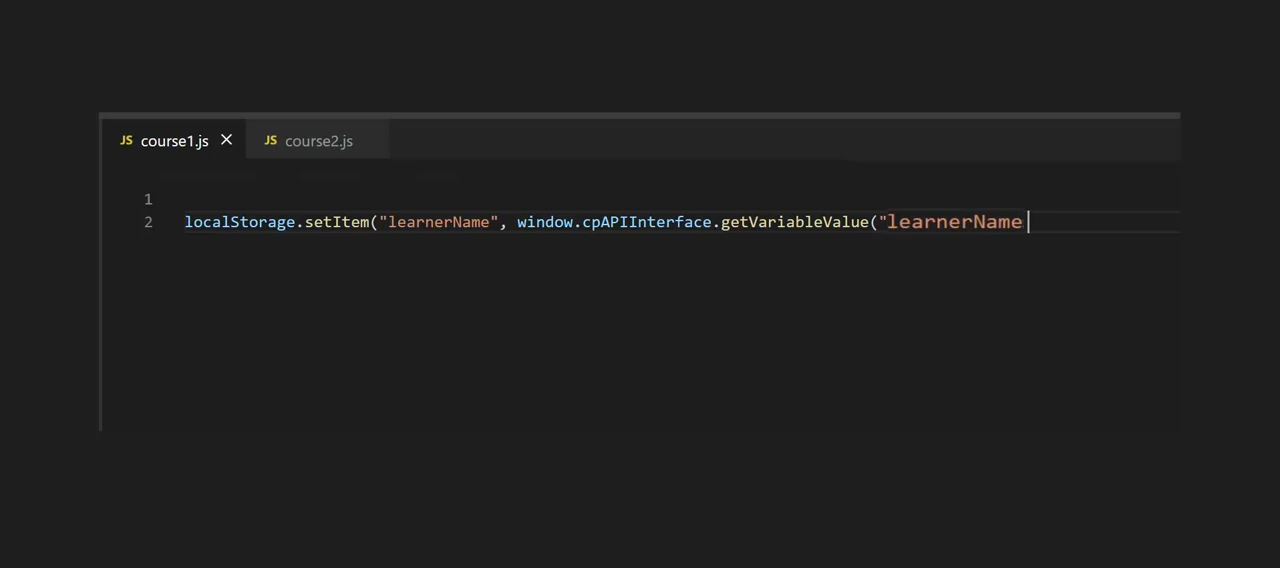 JS course1.js × JS course2.js
1
2 localStorage.setItem("learnerName", window.cpAPIInterface.getVariableValue("learnerName